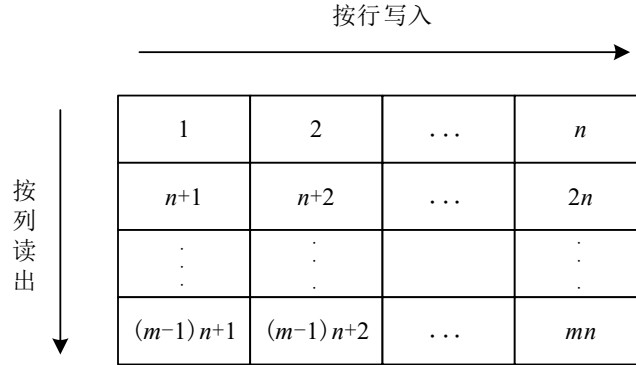 按行写入
1 2 ... n
按列读出
n+1 n+2 ... 2n
⋮ ⋮ ⋮
(m-1)n+1 (m-1)n+2 ... mn